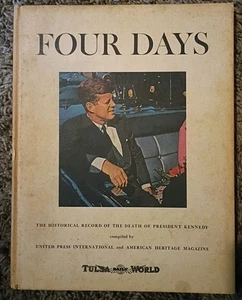 FOUR DAYS
THE HISTORICAL RECORD OF THE DEATH OF PRESIDENT KENNEDY
compiled by
UNITED PRESS INTERNATIONAL and AMERICAN HERITAGE MAGAZINE
TULSA DAILY WORLD